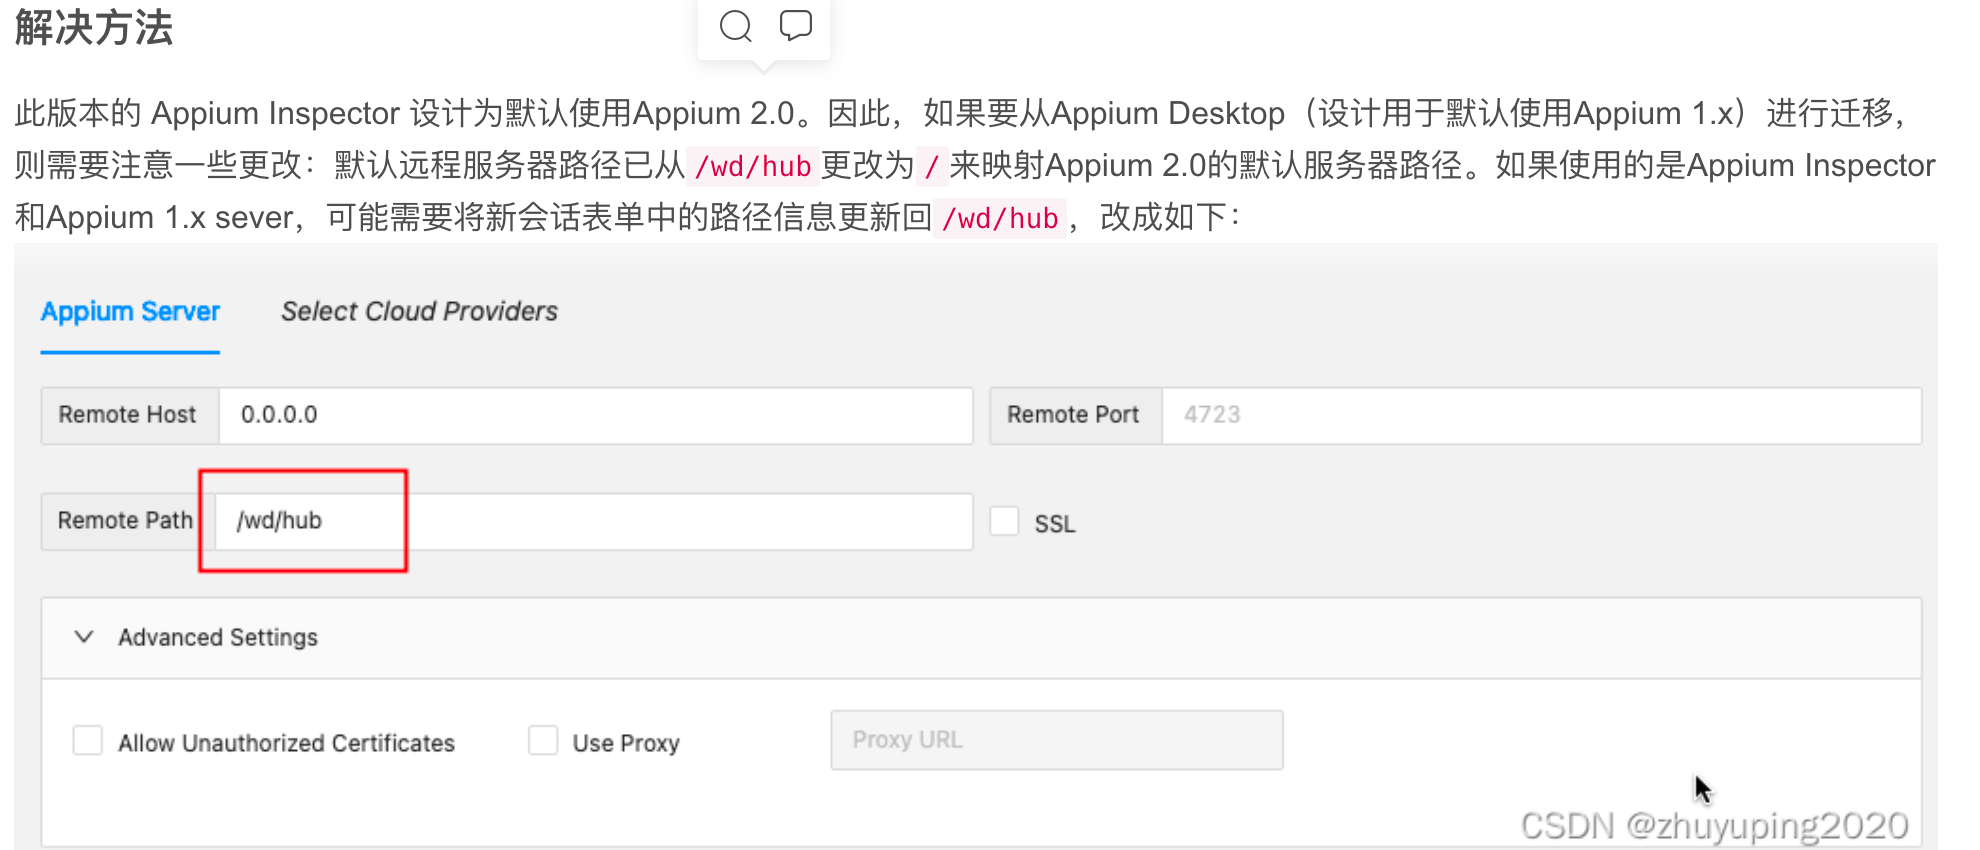 解决方法
此版本的 Appium Inspector 设计为默认使用Appium 2.0。因此，如果要从Appium Desktop（设计用于默认使用Appium 1.x）进行迁移，
则需要注意一些更改：默认远程服务器路径已从 /wd/hub 更改为 / 来映射Appium 2.0的默认服务器路径。如果使用的是Appium Inspector
和Appium 1.x sever，可能需要将新会话表单中的路径信息更新回 /wd/hub ，改成如下：
Appium Server Select Cloud Providers
Remote Host 0.0.0.0 Remote Port 4723
Remote Path /wd/hub SSL
Advanced Settings
Allow Unauthorized Certificates Use Proxy Proxy URL
CSDN @zhuyuping2020